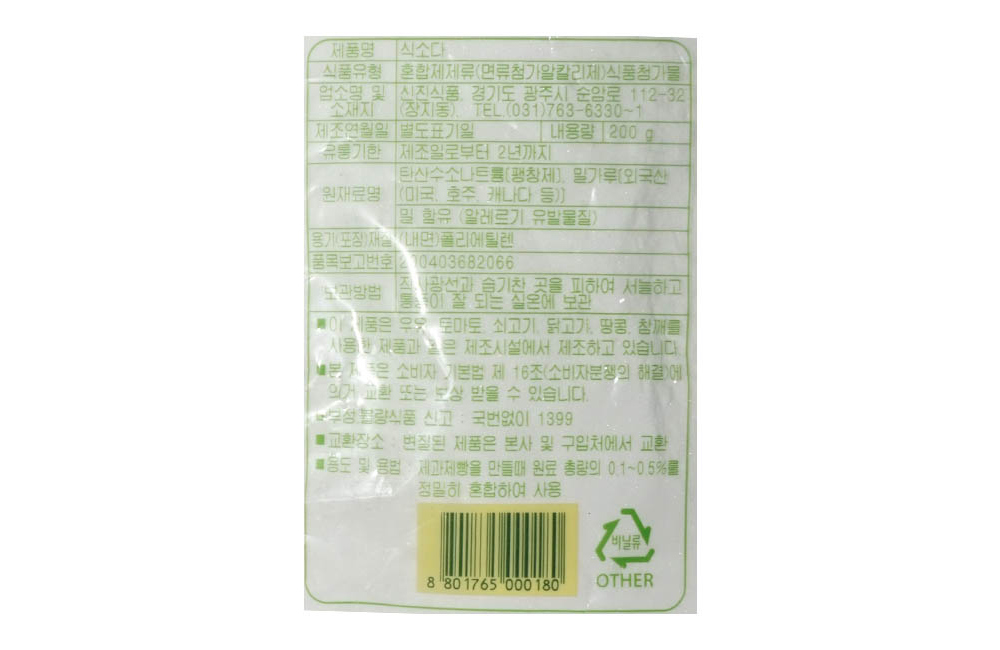 제품명 식소다
식품유형 혼합제제류(면류첨가알칼리제)식품첨가물
업소명 및 소재지 신진식품, 경기도 광주시 순암로 112-32
(장지동), TEL.(031)763-6330~1
제조연월일 별도표기일 내용량 200 g
유통기한 제조일로부터 2년까지
원재료명 탄산수소나트륨[팽창제], 밀가루[외국산
(미국, 호주, 캐나다 등)]
밀 함유 (알레르기 유발물질)
용기(포장)재질 (내면)폴리에틸렌
품목보고번호 200403682066
보관방법 직사광선과 습기찬 곳을 피하여 서늘하고
통풍이 잘 되는 실온에 보관
■이 제품은 우유, 토마토, 쇠고기, 닭고기, 땅콩, 참깨를
사용한 제품과 같은 제조시설에서 제조하고 있습니다.
■본 제품은 소비자 기본법 제 16조(소비자분쟁의 해결)에
의거 교환 또는 보상 받을 수 있습니다.
■부정·불량식품 신고 : 국번없이 1399
■교환장소 : 변질된 제품은 본사 및 구입처에서 교환
■용도 및 용법 : 제과제빵을 만들때 원료 총량의 0.1~0.5%를
정밀히 혼합하여 사용
비닐류
OTHER
8 801765 000180